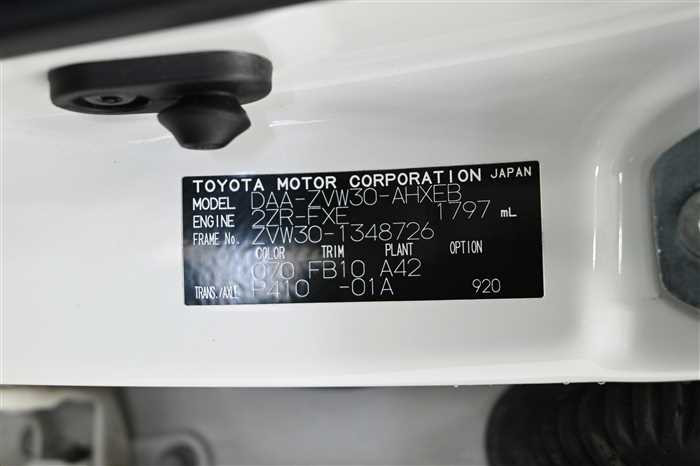 TOYOTA MOTOR CORPORATION JAPAN
MODEL DAA-ZVW30-AHXEB
ENGINE 2ZR-FXE 1797 mL
FRAME No. ZVW30-1348726
COLOR TRIM PLANT OPTION
070 FB10 A42
TRANS./AXLE P410 -01A 920